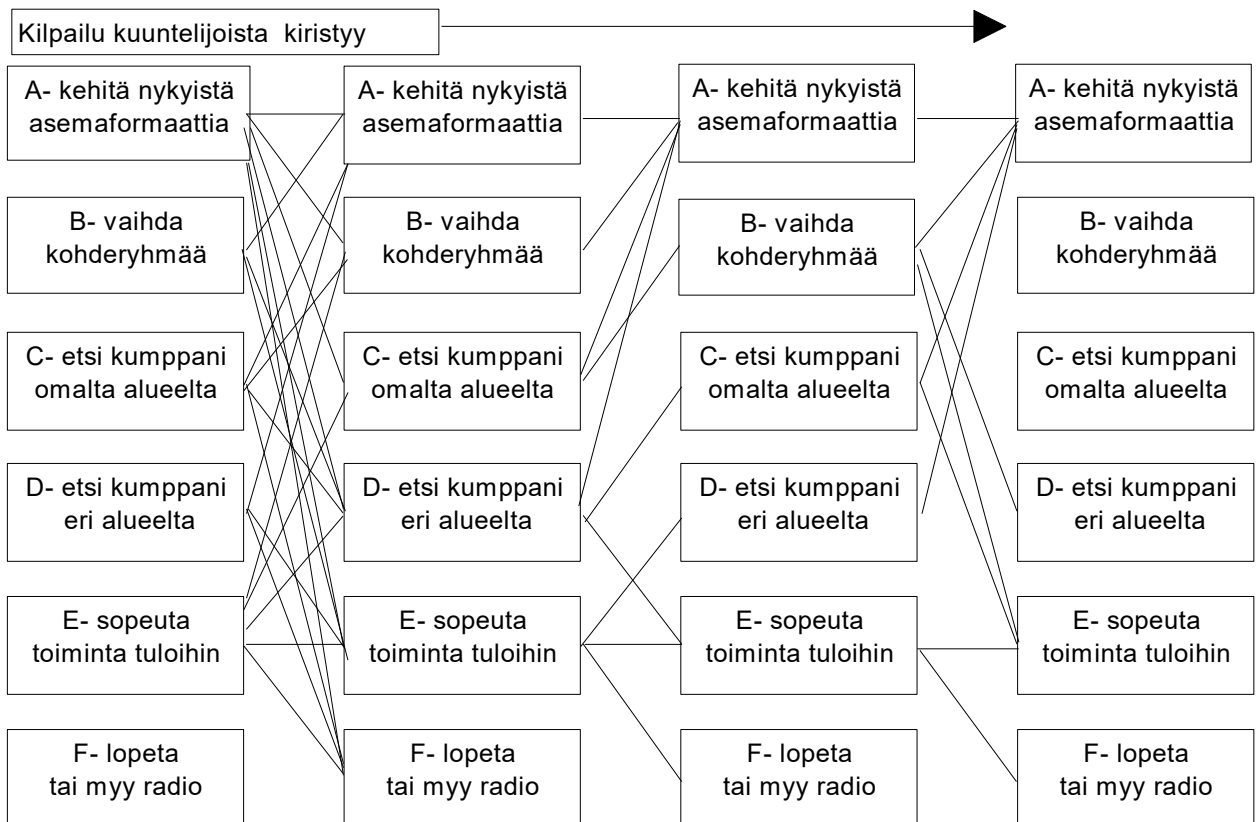 Kilpailu kuuntelijoista kiristyy
A- kehitä nykyistä
asemaformaattia
A- kehitä nykyistä
asemaformaattia
A- kehitä nykyistä
asemaformaattia
A- kehitä nykyistä
asemaformaattia
B- vaihda
kohderyhmää
B- vaihda
kohderyhmää
B- vaihda
kohderyhmää
B- vaihda
kohderyhmää
C- etsi kumppani
omalta alueelta
C- etsi kumppani
omalta alueelta
C- etsi kumppani
omalta alueelta
C- etsi kumppani
omalta alueelta
D- etsi kumppani
eri alueelta
D- etsi kumppani
eri alueelta
D- etsi kumppani
eri alueelta
D- etsi kumppani
eri alueelta
E- sopeuta
toiminta tuloihin
E- sopeuta
toiminta tuloihin
E- sopeuta
toiminta tuloihin
E- sopeuta
toiminta tuloihin
F- lopeta
tai myy radio
F- lopeta
tai myy radio
F- lopeta
tai myy radio
F- lopeta
tai myy radio